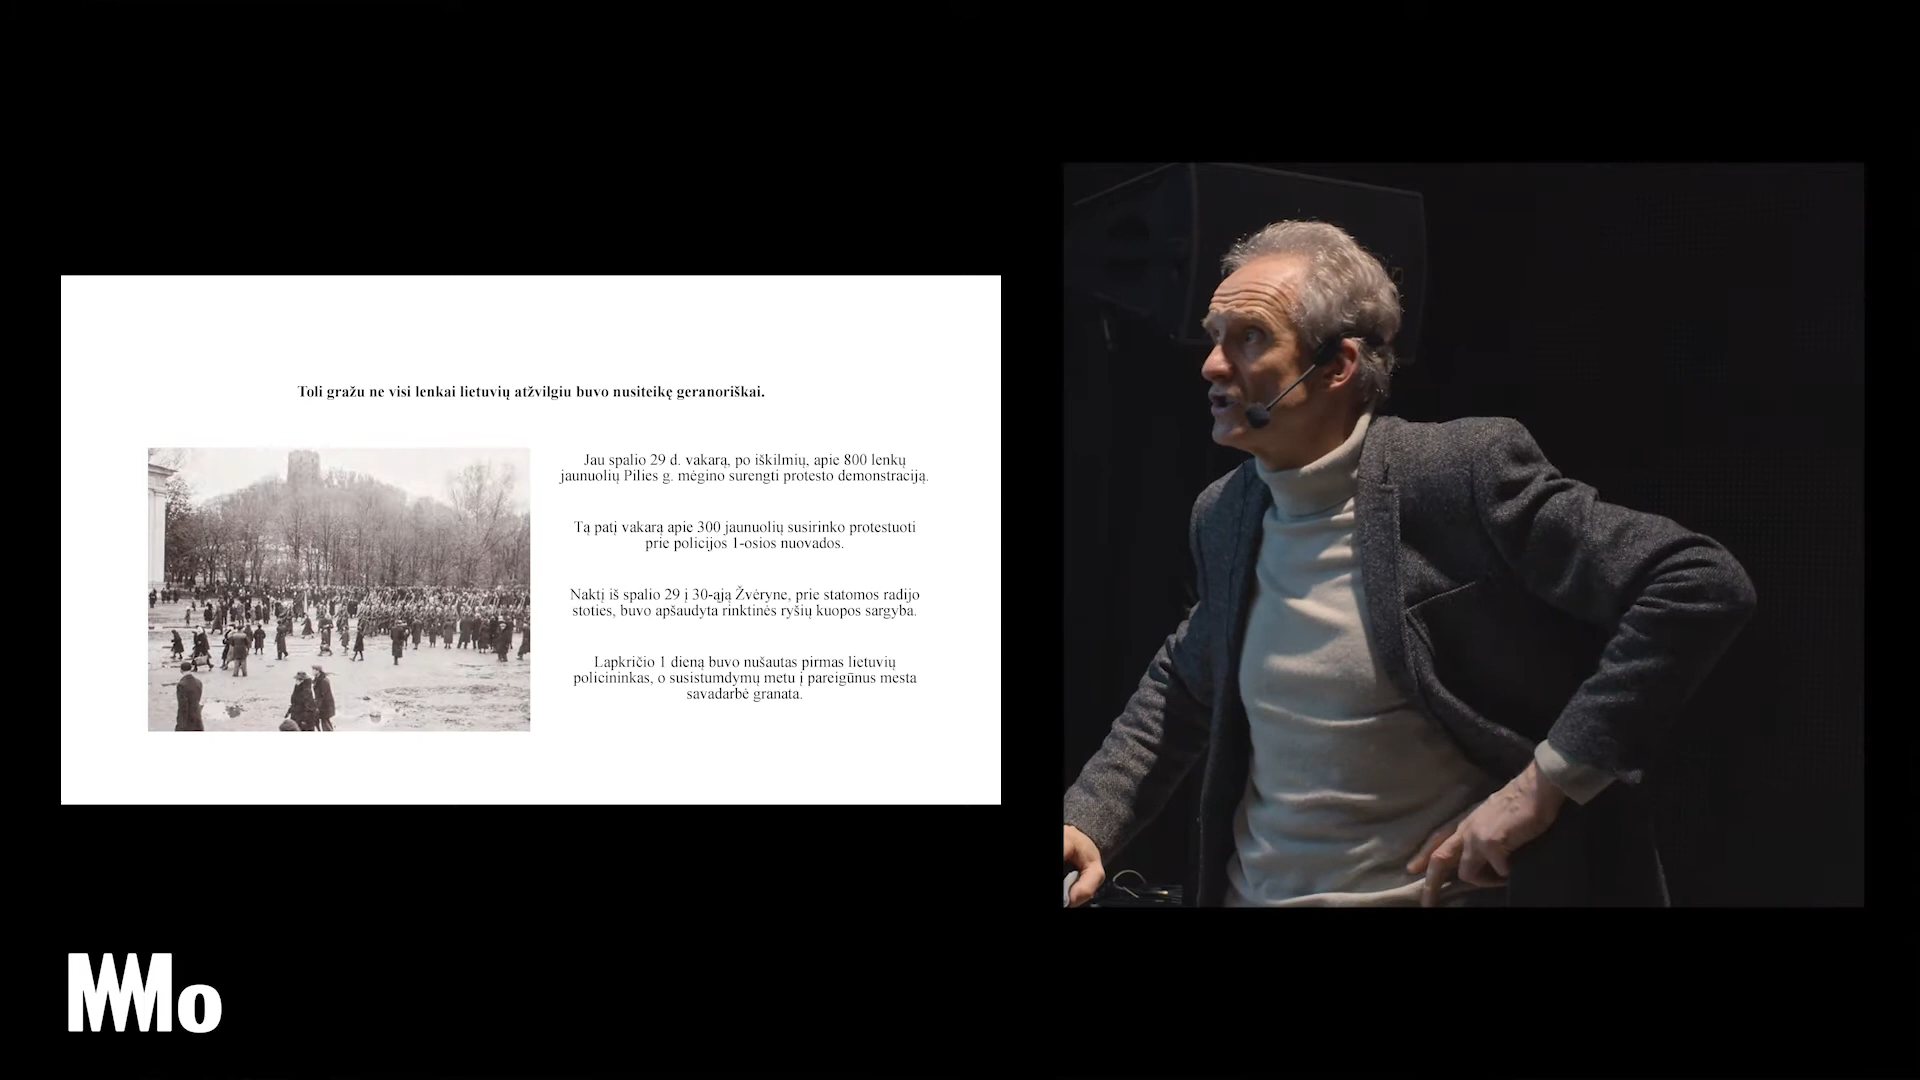 Toli gražu ne visi lenkai lietuvių atžvilgiu buvo nusiteikę geranoriškai.
Jau spalio 29 d. vakarą, po iškilmių, apie 800 lenkų
jaunuolių Pilies g. mėgino surengti protesto demonstraciją.
Tą patį vakarą apie 300 jaunuolių susirinko protestuoti
prie policijos 1-osios nuovados.
Naktį iš spalio 29 į 30-ąją Žvėryne, prie statomos radijo
stoties, buvo apšaudyta rinktinės ryšių kuopos sargyba.
Lapkričio 1 dieną buvo nušautas pirmas lietuvių
policininkas, o susistumdymų metu į pareigūnus mesta
savadarbė granata.
MMo